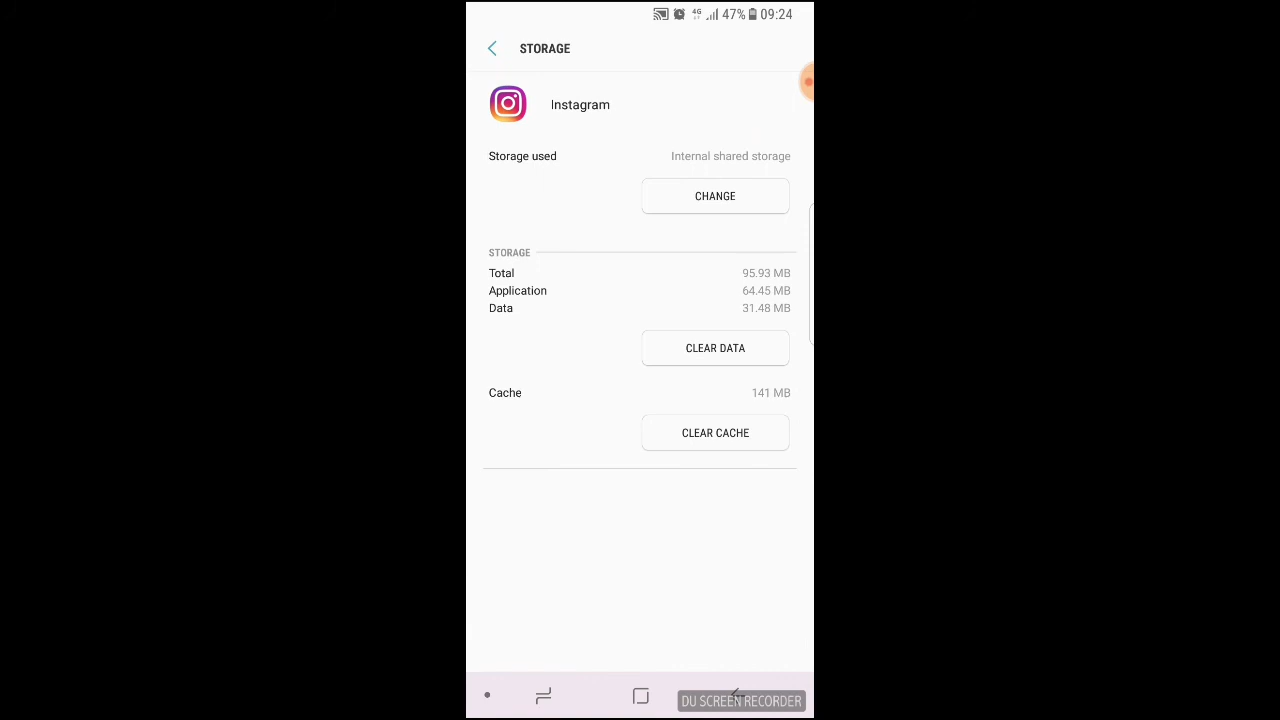 4G 47% 09:24
STORAGE
Instagram
Storage used Internal shared storage
CHANGE
STORAGE
Total 95.93 MB
Application 64.45 MB
Data 31.48 MB
CLEAR DATA
Cache 141 MB
CLEAR CACHE
DU SCREEN RECORDER